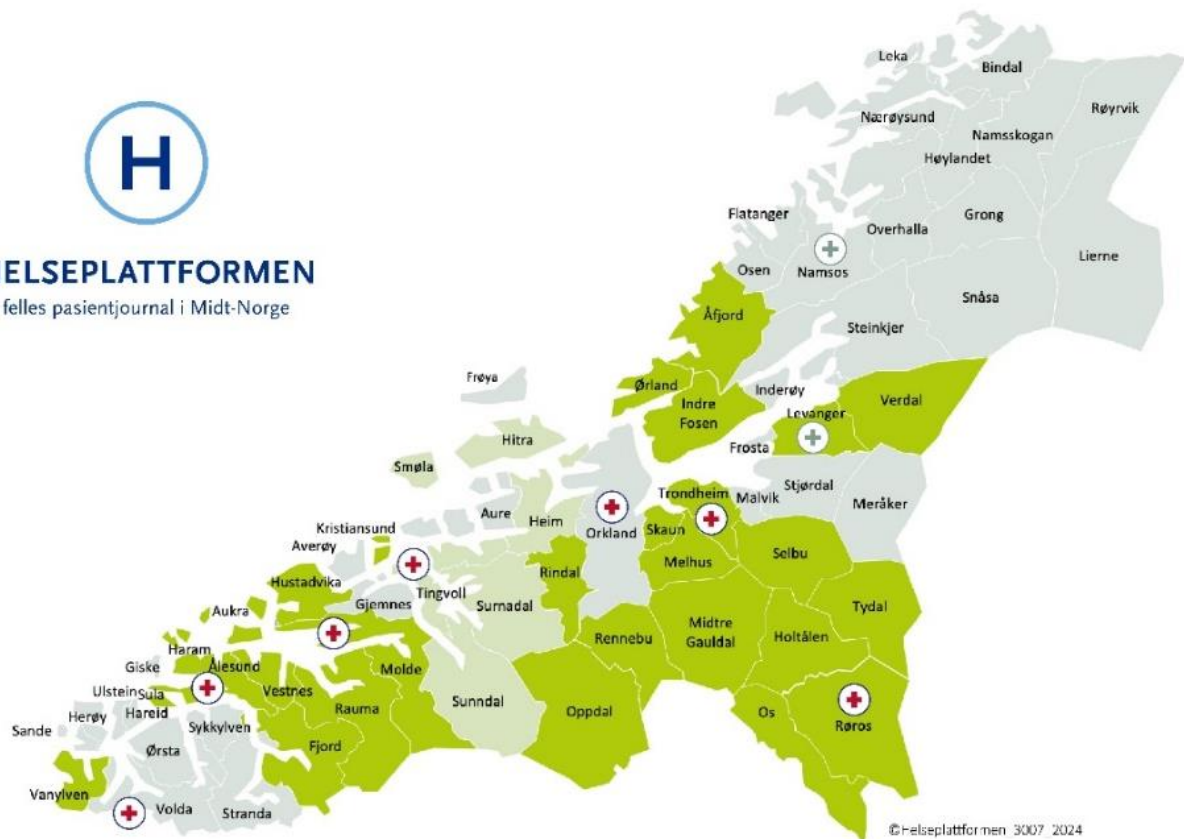 H
HELSEPLATTFORMEN
felles pasientjournal i Midt-Norge
Leka
Bindal
Røyrvik
Nærøysund
Namsskogan
Høylandet
Flatanger
Overhalla
Grong
Lierne
Osen
Namsos
Snåsa
Åfjord
Steinkjer
Frøya
Ørland
Inderøy
Verdal
Indre
Fosen
Levanger
Hitra
Frosta
Smøla
Stjørdal
Trondheim
Malvik
Meråker
Aure
Heim
Kristiansund
Orkland
Skaun
Averøy
Selbu
Melhus
Rindal
Hustadvika
Tingvoll
Gjemnes
Surnadal
Tydal
Aukra
Midtre
Gauldal
Rennebu
Holtålen
Haram
Giske
Ålesund
Molde
Ulstein
Sula
Vestnes
Hareid
Herøy
Rauma
Sunndal
Oppdal
Os
Røros
Sande
Sykkylven
Ørsta
Fjord
Vanylven
Volda
Stranda
©Helseplattformen 3007 2024